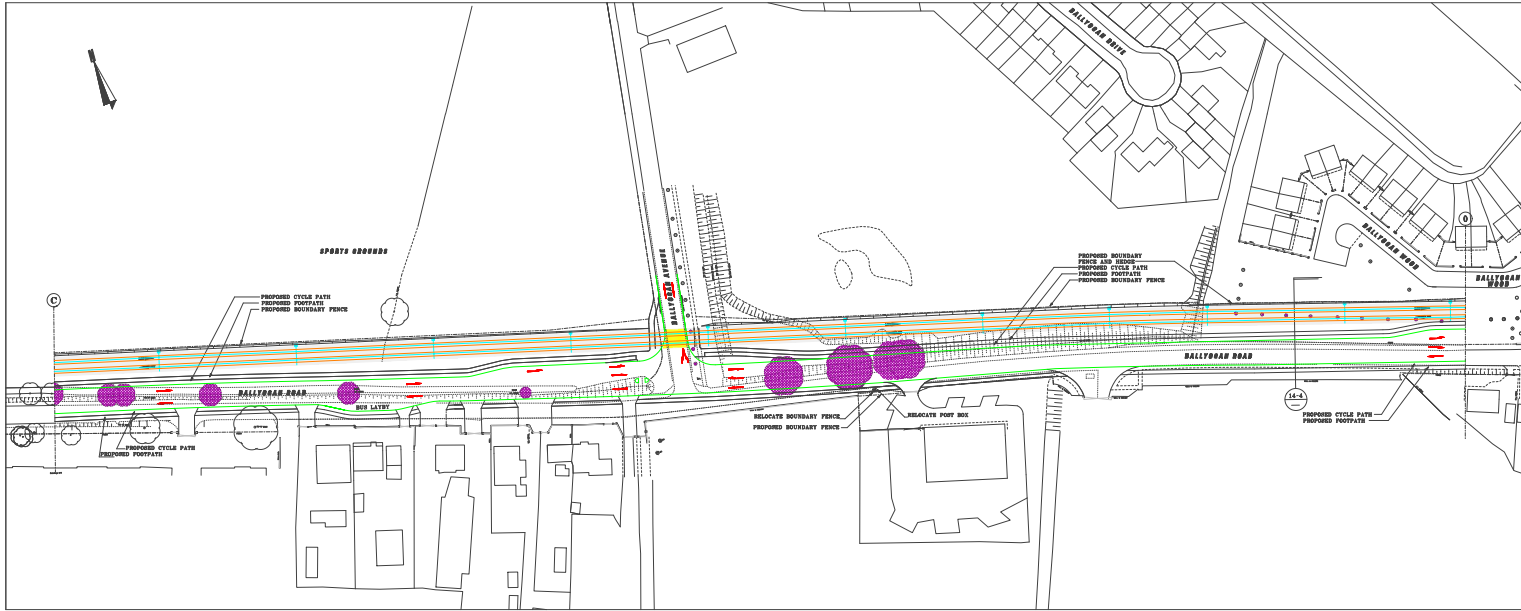 BALLYOGAN DRIVE
SPORTS GROUNDS
BALLYOGAN AVENUE
PROPOSED BOUNDARY
FENCE AND HEDGE
PROPOSED CYCLE PATH
PROPOSED FOOTPATH
PROPOSED BOUNDARY FENCE
BALLYOGAN WOOD
BALLYOGAN
WOOD
O
C
PROPOSED CYCLE PATH
PROPOSED FOOTPATH
PROPOSED BOUNDARY FENCE
BALLYOGAN ROAD
BALLYOGAN ROAD
BUS LAYBY
14-4
RELOCATE BOUNDARY FENCE
PROPOSED BOUNDARY FENCE
RELOCATE POST BOX
PROPOSED CYCLE PATH
PROPOSED FOOTPATH
PROPOSED CYCLE PATH
PROPOSED FOOTPATH